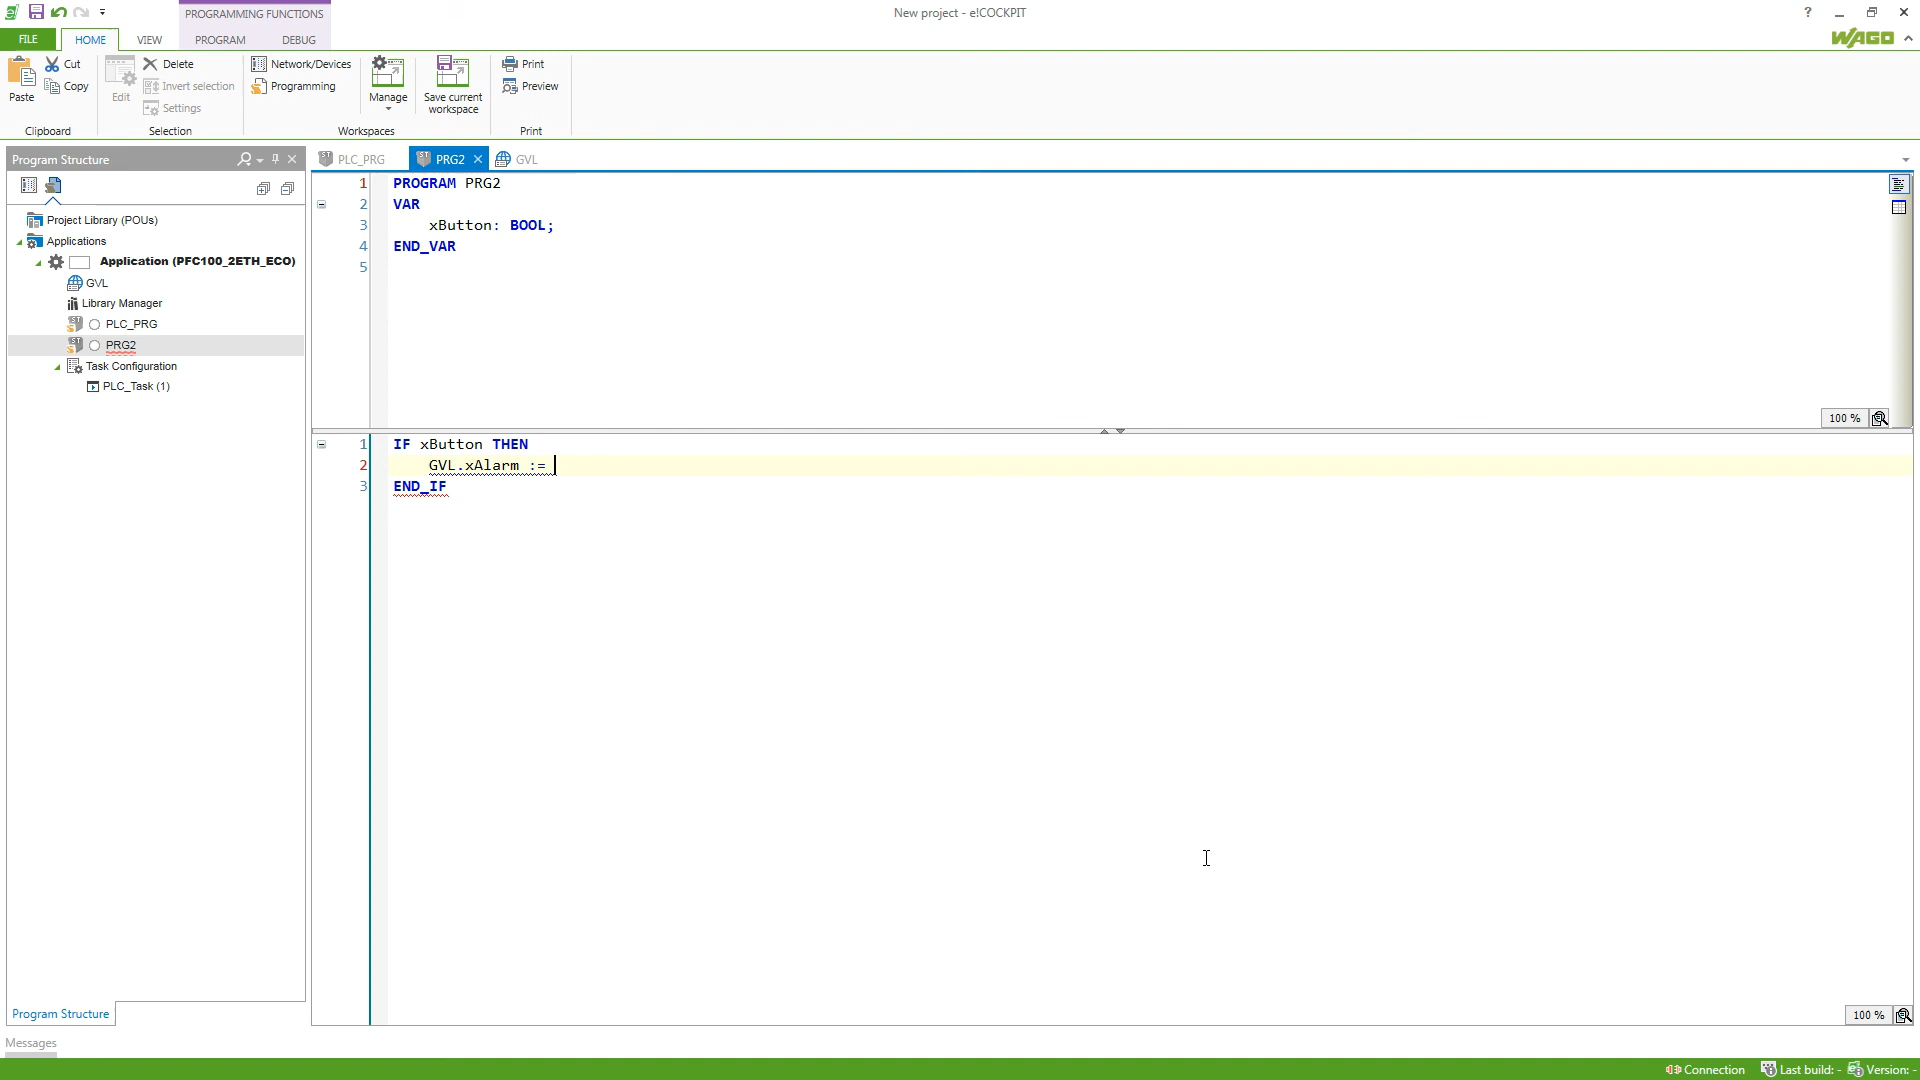 PROGRAMMING FUNCTIONS
New project - e!COCKPIT
?
FILE
HOME
VIEW
PROGRAM
DEBUG
WAGO
Paste
Cut
Copy
Clipboard
Edit
Delete
Invert selection
Settings
Selection
Network/Devices
Programming
Manage
Save current
workspace
Workspaces
Print
Preview
Print
Program Structure
Project Library (POUs)
Applications
Application (PFC100_2ETH_ECO)
GVL
Library Manager
PLC_PRG
PRG2
Task Configuration
PLC_Task (1)
Program Structure
PLC_PRG
PRG2
GVL
1 PROGRAM PRG2
2 VAR
3 xButton: BOOL;
4 END_VAR
5
100 %
1 IF xButton THEN
2 GVL.xAlarm :=
3 END_IF
100 %
Messages
Connection
Last build: -
Version: -